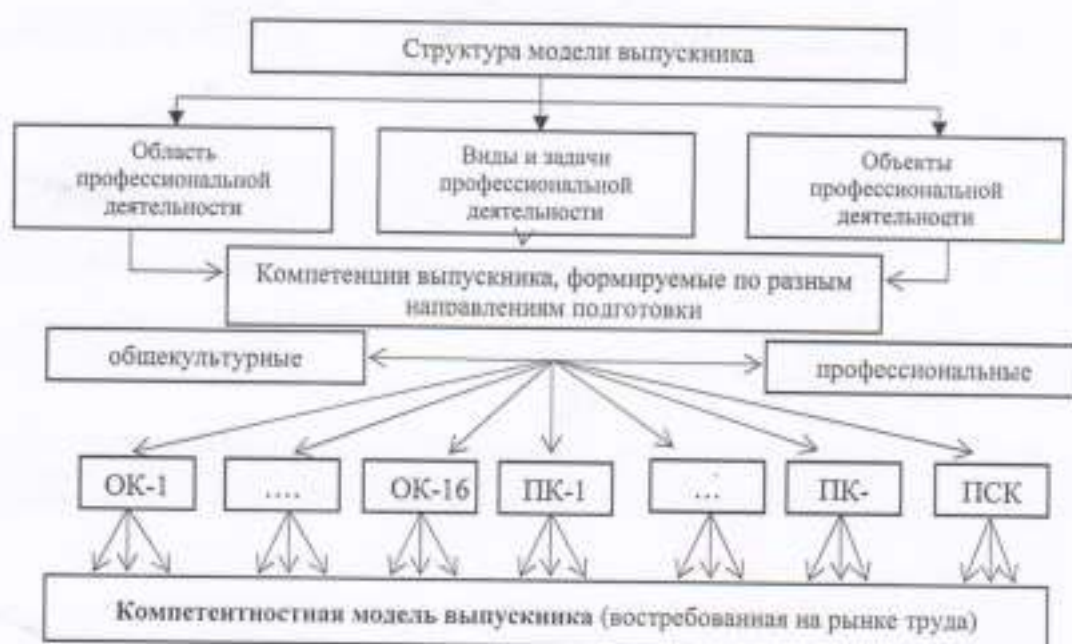 Структура модели выпускника
Область
профессиональной
деятельности
Виды и задачи
профессиональной
деятельности
Объекты
профессиональной
деятельности
Компетенции выпускника, формируемые по разным
направлениям подготовки
общекультурные
профессиональные
ОК-1
....
ОК-16
ПК-1
...
ПК-
ПСК
Компетентностная модель выпускника (востребованная на рынке труда)